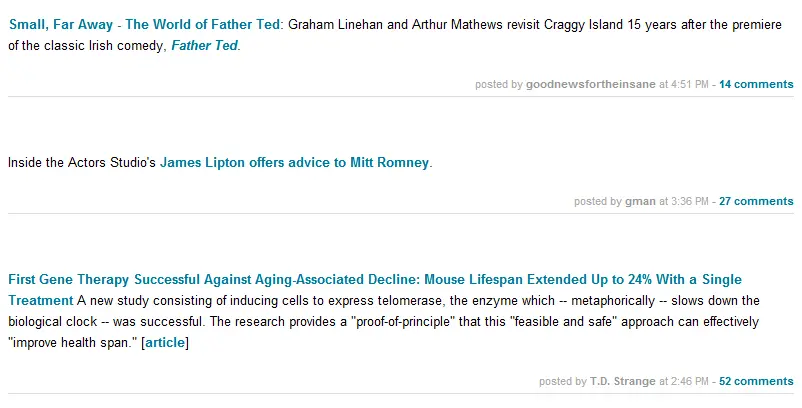 Small, Far Away - The World of Father Ted: Graham Linehan and Arthur Mathews revisit Craggy Island 15 years after the premiere
of the classic Irish comedy, Father Ted.
posted by goodnewsfortheinsane at 4:51 PM - 14 comments
Inside the Actors Studio's James Lipton offers advice to Mitt Romney.
posted by gman at 3:36 PM - 27 comments
First Gene Therapy Successful Against Aging-Associated Decline: Mouse Lifespan Extended Up to 24% With a Single
Treatment A new study consisting of inducing cells to express telomerase, the enzyme which -- metaphorically -- slows down the
biological clock -- was successful. The research provides a "proof-of-principle" that this "feasible and safe" approach can effectively
"improve health span." [article]
posted by T.D. Strange at 2:46 PM - 52 comments